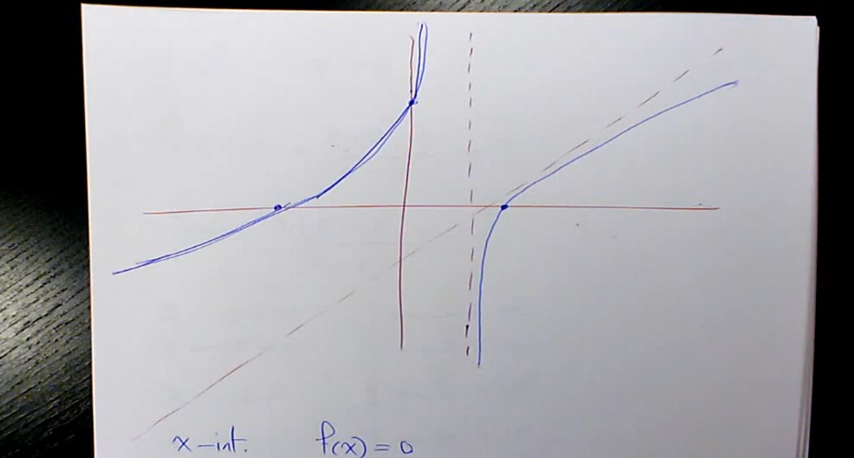 x-int. f(x) = 0